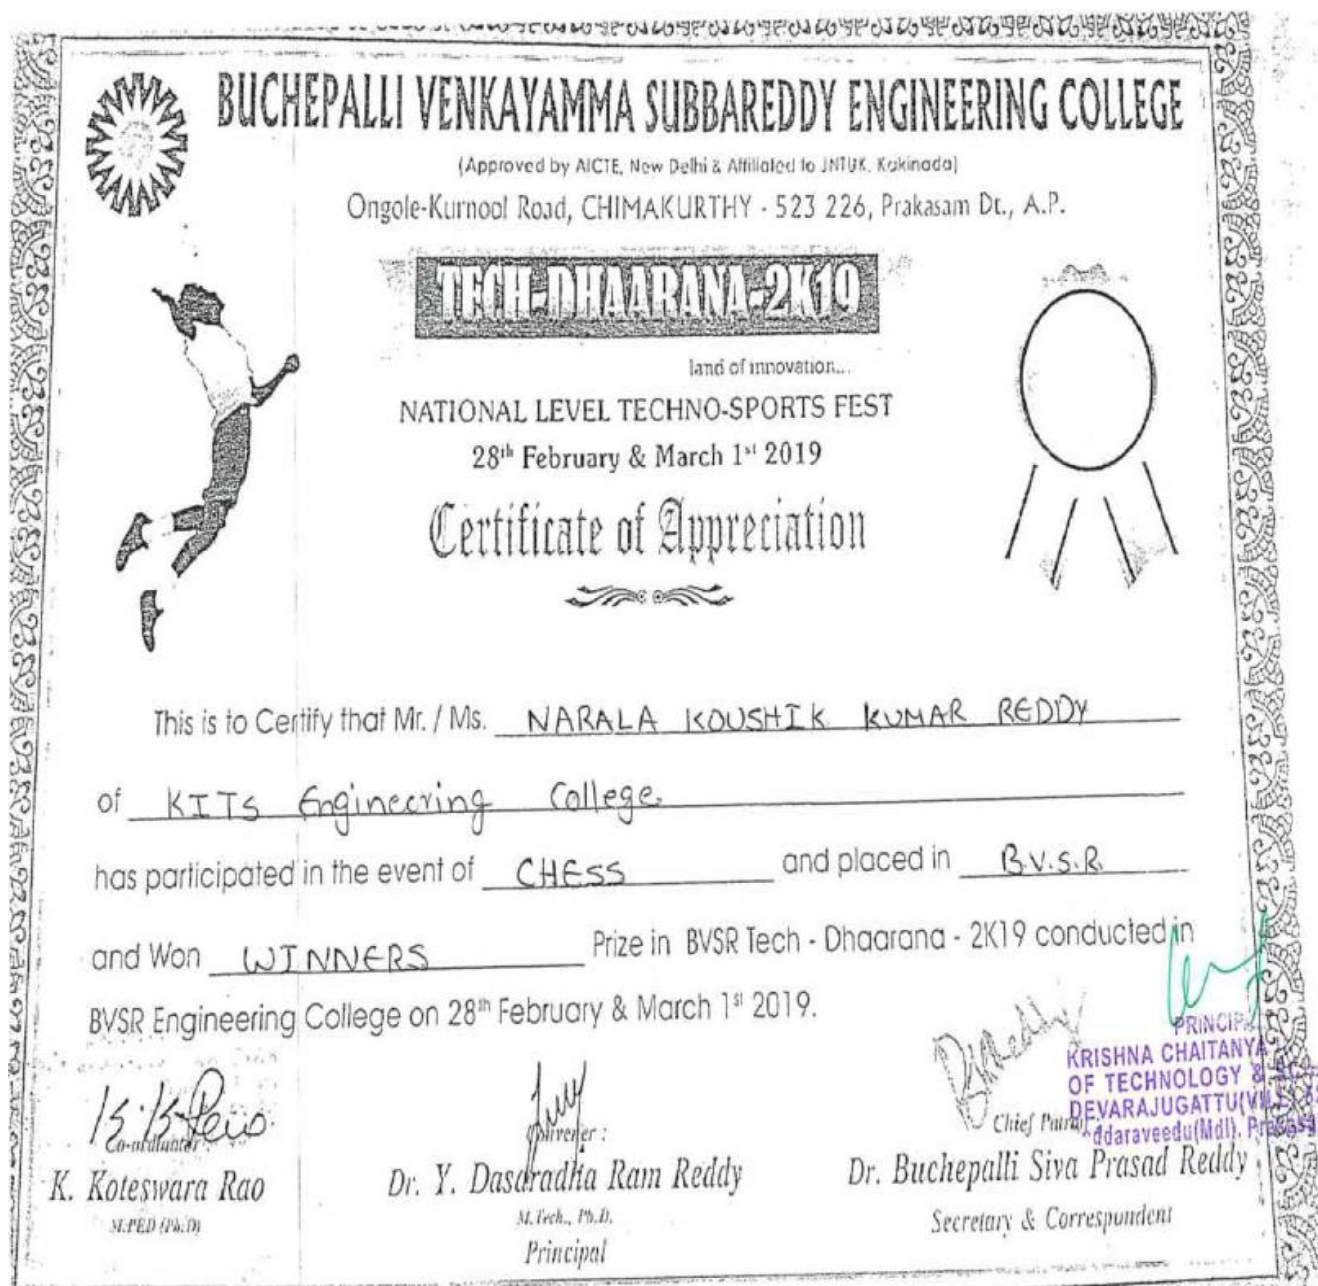 BUCHEPALLI VENKAYAMMA SUBBAREDDY ENGINEERING COLLEGE
(Approved by AICTE, New Delhi & Affiliated to JNTUK, Kakinada)
Ongole-Kurnool Road, CHIMAKURTHY - 523 226, Prakasam Dt., A.P.
TECH-DHAARANA-2K19
land of innovation...
NATIONAL LEVEL TECHNO-SPORTS FEST
28th February & March 1st 2019
Certificate of Appreciation
This is to Certify that Mr. / Ms. NARALA KOUSHIK KUMAR REDDY
of KITS Engineering College
has participated in the event of CHESS and placed in B.V.S.R.
and Won WINNERS Prize in BVSR Tech - Dhaarana - 2K19 conducted in
BVSR Engineering College on 28th February & March 1st 2019.
PRINCIPAL
KRISHNA CHAITANYA
OF TECHNOLOGY &
DEVARAJUGATTU
Co-ordinator Convener : Chief Patron
K. Koteswara Rao Dr. Y. Dasaradha Ram Reddy Dr. Buchepalli Siva Prasad Reddy
M.PED (Ph.D) M.Tech., Ph.D. Secretary & Correspondent
Principal